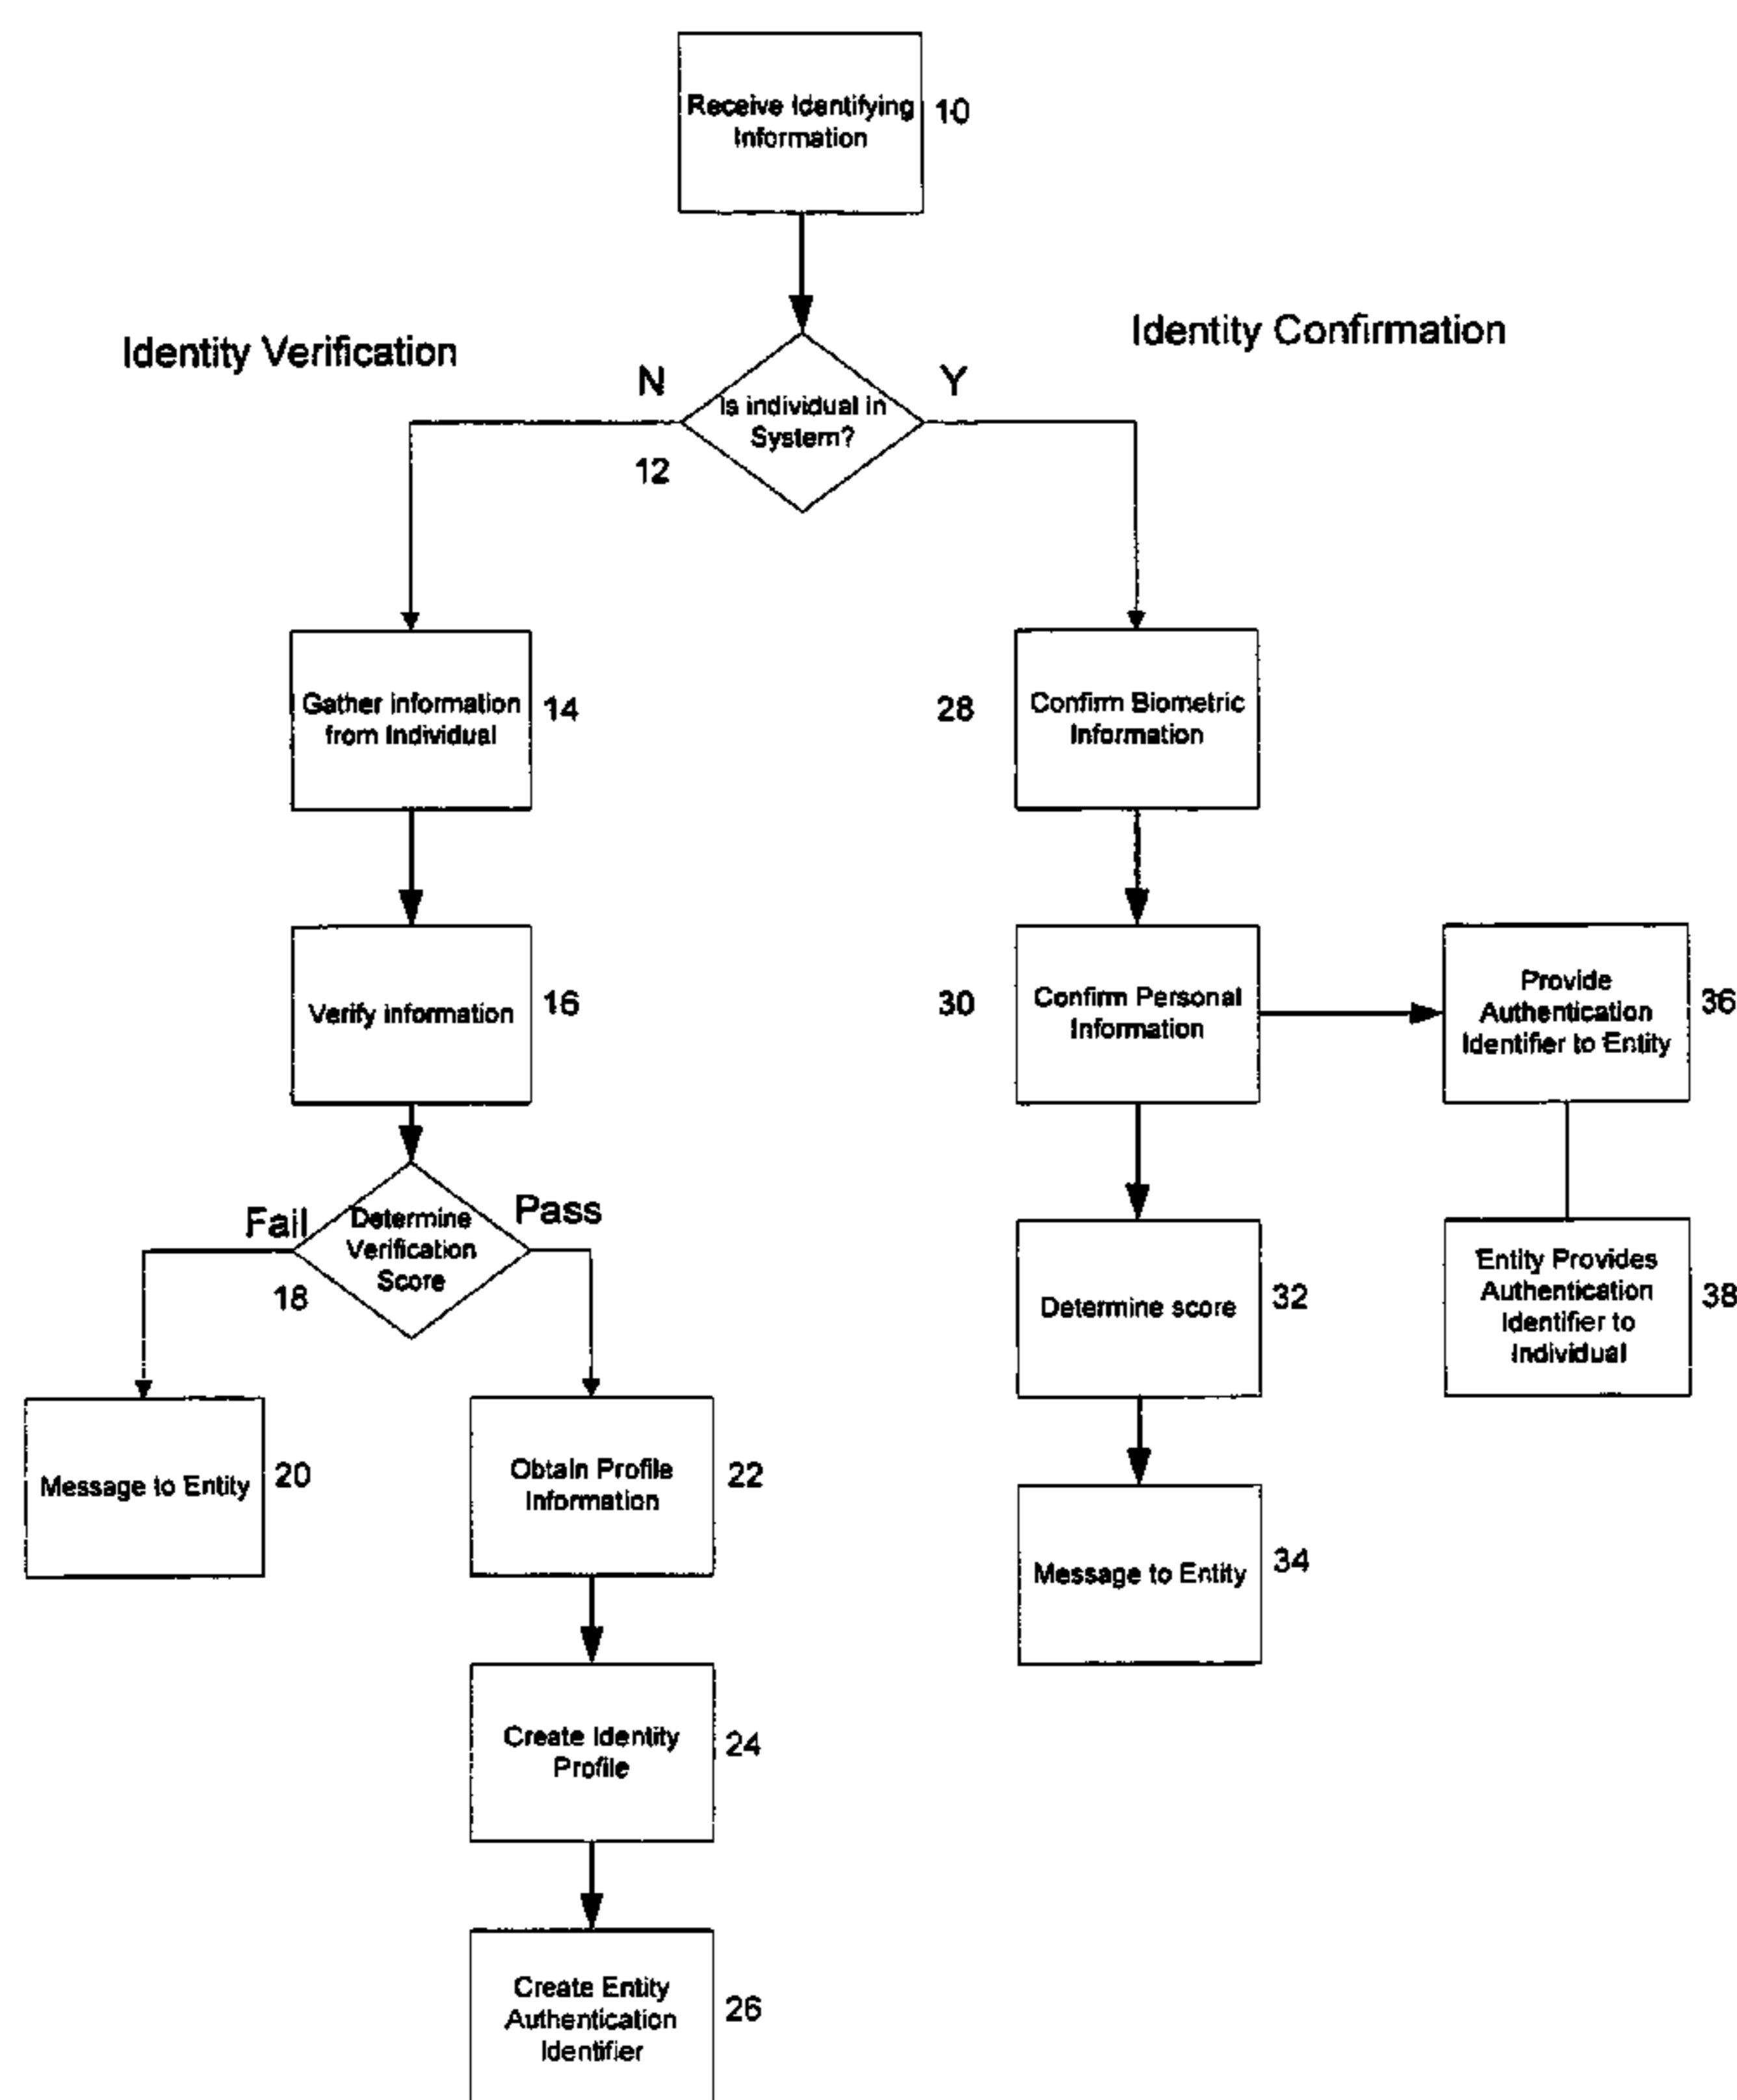 Receive Identifying
Information
10
Identity Verification
Identity Confirmation
N
Y
Is individual in
System?
12
Gather information
from Individual
14
28
Confirm Biometric
Information
Verify information
16
30
Confirm Personal
Information
Provide
Authentication
Identifier to Entity
36
Fail
Pass
Determine
Verification
Score
18
Determine score
32
Entity Provides
Authentication
Identifier to
Individual
38
Message to Entity
20
Obtain Profile
Information
22
Message to Entity
34
Create Identity
Profile
24
Create Entity
Authentication
Identifier
26